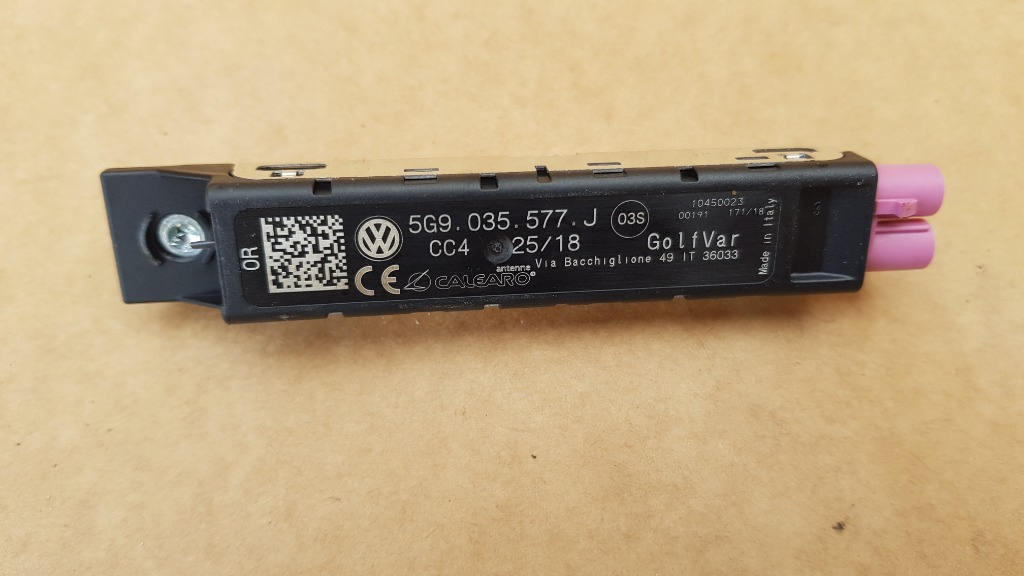 OR
5G9.035.577.J
03S
10450023
00191 171/18
CC4 25/18
GolfVar
Via Bacchiglione 49 IT 36033
CE
antenne
CALEARO
Made in Italy